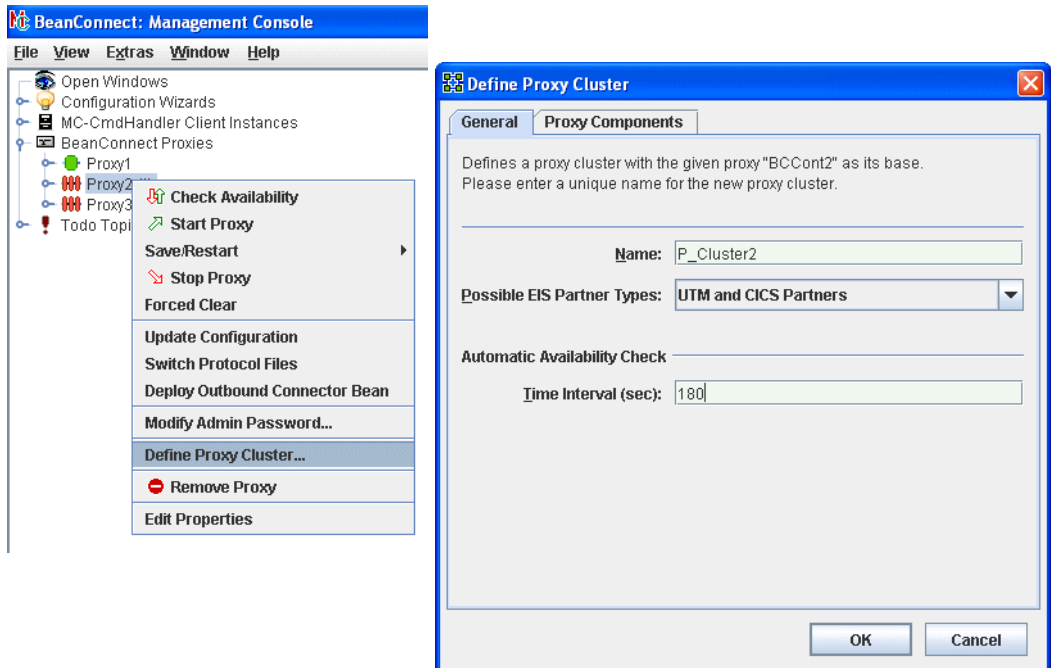 BeanConnect: Management Console
File View Extras Window Help
Open Windows
Configuration Wizards
MC-CmdHandler Client Instances
BeanConnect Proxies
Proxy1
Proxy2
Proxy3
Todo Topi
Check Availability
Start Proxy
Save/Restart
Stop Proxy
Forced Clear
Update Configuration
Switch Protocol Files
Deploy Outbound Connector Bean
Modify Admin Password...
Define Proxy Cluster...
Remove Proxy
Edit Properties
Define Proxy Cluster
General Proxy Components
Defines a proxy cluster with the given proxy "BCCont2" as its base.
Please enter a unique name for the new proxy cluster.
Name: P_Cluster2
Possible EIS Partner Types: UTM and CICS Partners
Automatic Availability Check
Time Interval (sec): 180
OK Cancel